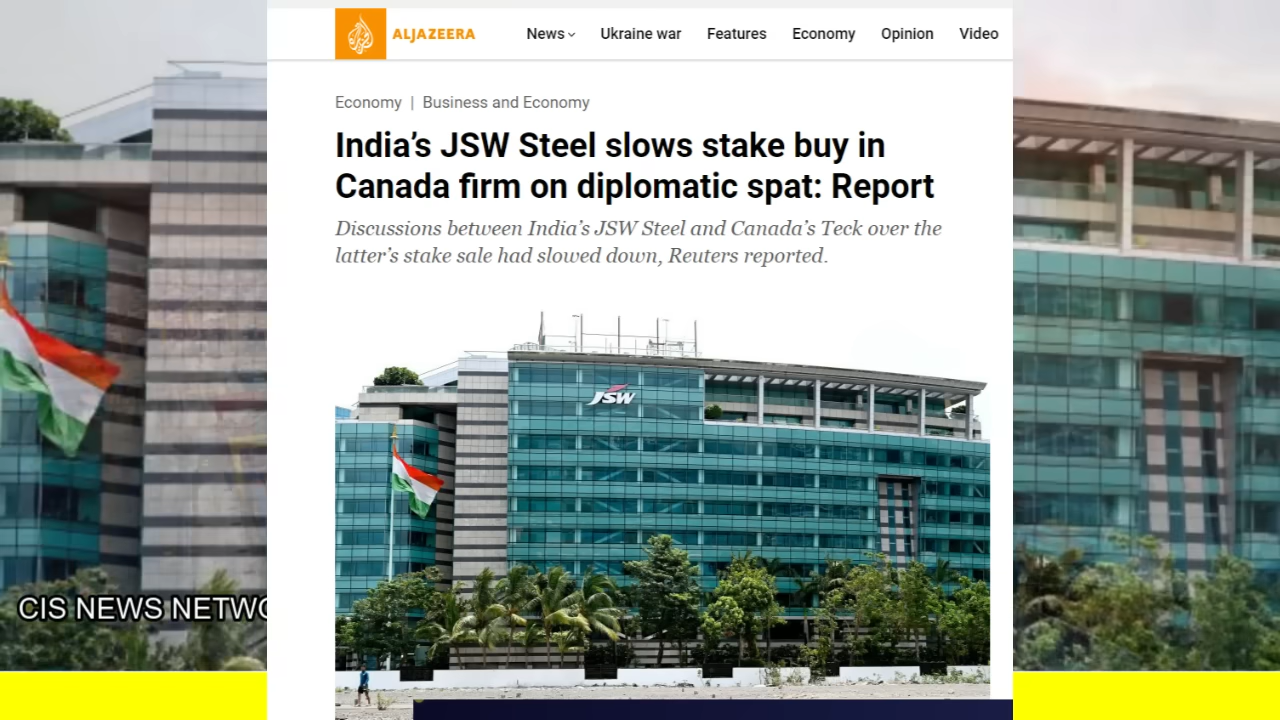 ALJAZEERA
News Ukraine war Features Economy Opinion Video
Economy | Business and Economy
India’s JSW Steel slows stake buy in
Canada firm on diplomatic spat: Report
Discussions between India’s JSW Steel and Canada’s Teck over the
latter’s stake sale had slowed down, Reuters reported.
JSW
CIS NEWS